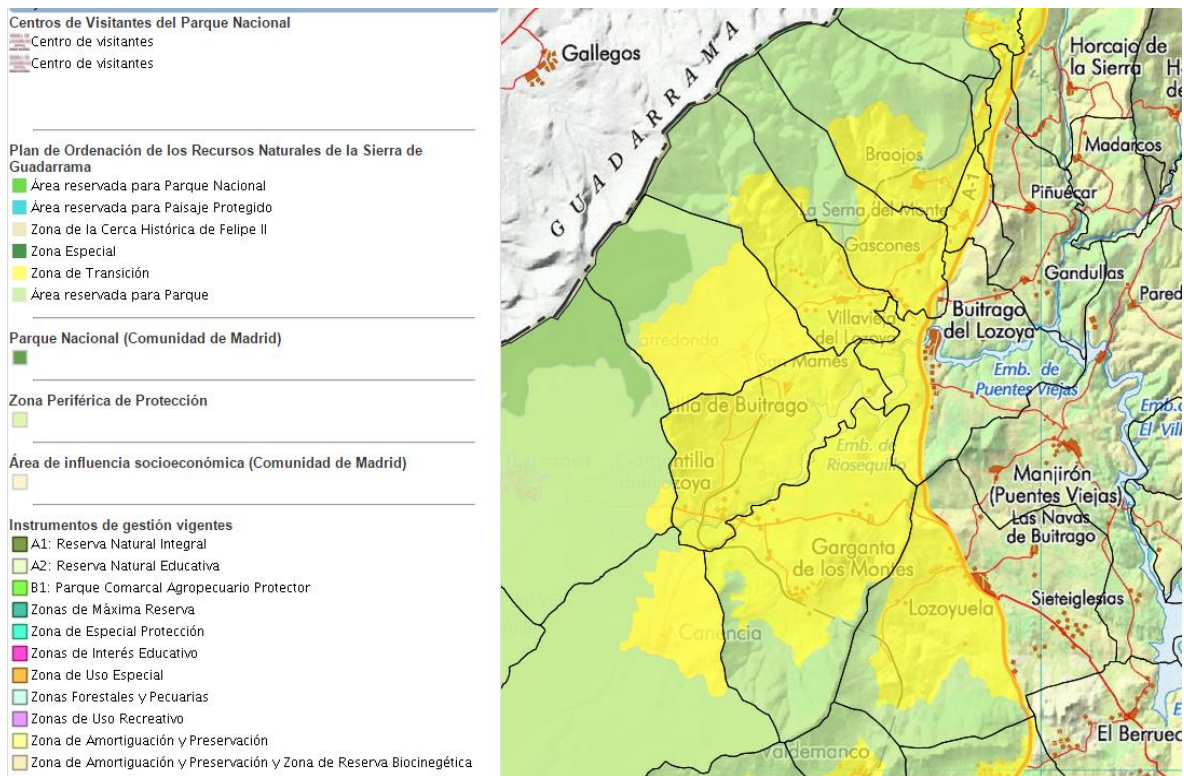 Centros de Visitantes del Parque Nacional
Centro de visitantes
Centro de visitantes
Plan de Ordenación de los Recursos Naturales de la Sierra de
Guadarrama
Área reservada para Parque Nacional
Área reservada para Paisaje Protegido
Zona de la Cerca Histórica de Felipe II
Zona Especial
Zona de Transición
Área reservada para Parque
Parque Nacional (Comunidad de Madrid)
Zona Periférica de Protección
Área de influencia socioeconómica (Comunidad de Madrid)
Instrumentos de gestión vigentes
A1: Reserva Natural Integral
A2: Reserva Natural Educativa
B1: Parque Comarcal Agropecuario Protector
Zonas de Máxima Reserva
Zona de Especial Protección
Zonas de Interés Educativo
Zona de Uso Especial
Zonas Forestales y Pecuarias
Zonas de Uso Recreativo
Zona de Amortiguación y Preservación
Zona de Amortiguación y Preservación y Zona de Reserva Biocinegética
Gallegos
GUADARRAMA
Horcajo de
la Sierra
Madarcos
Braojos
A-1
Piñuecar
La Serna del Monte
Gascones
Gandullas
Villavieja
del Lozoya
Buitrago
del Lozoya
San Mamés
Emb. de
Puentes Viejas
de Buitrago
Emb. de
Riosequillo
del Lozoya
Manjirón
(Puentes Viejas)
Las Navas
de Buitrago
Garganta
de los Montes
Lozoyuela
Sieteiglesias
Canencia
Valdemanco
El Berruec